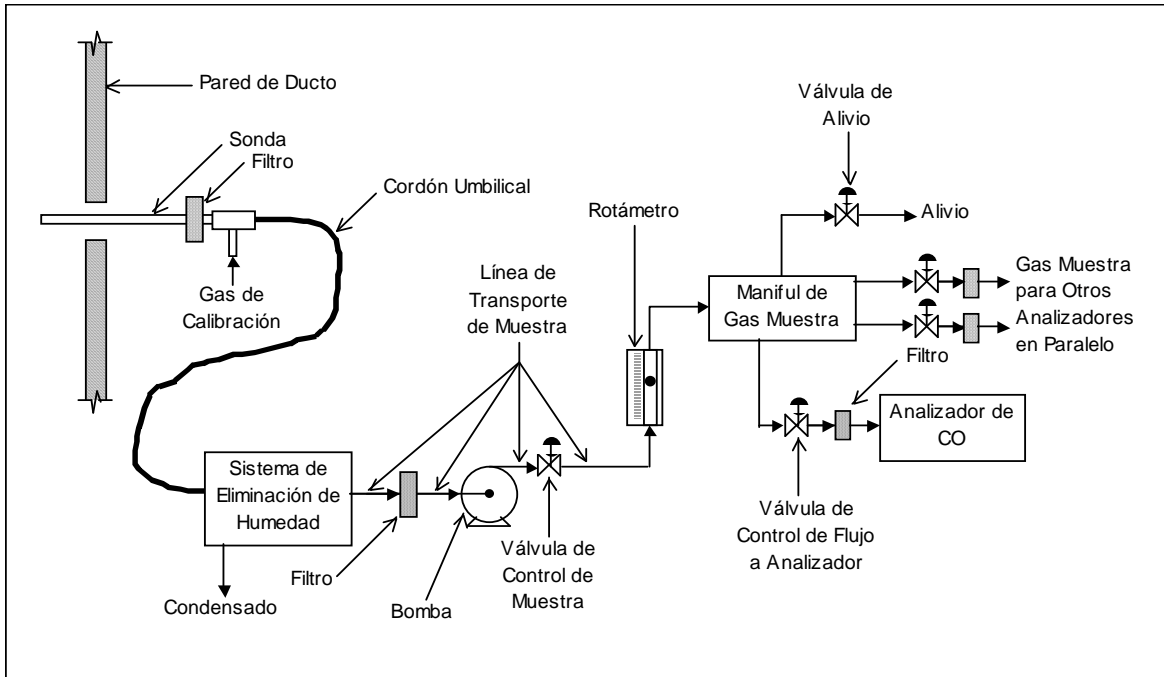 Pared de Ducto
Sonda
Filtro
Cordón Umbilical
Gas de
Calibración
Línea de
Transporte
de Muestra
Rotámetro
Válvula de
Alivio
Alivio
Maniful de
Gas Muestra
Gas Muestra
para Otros
Analizadores
en Paralelo
Filtro
Analizador de
CO
Válvula de
Control de Flujo
a Analizador
Sistema de
Eliminación de
Humedad
Condensado
Filtro
Bomba
Válvula de
Control de
Muestra